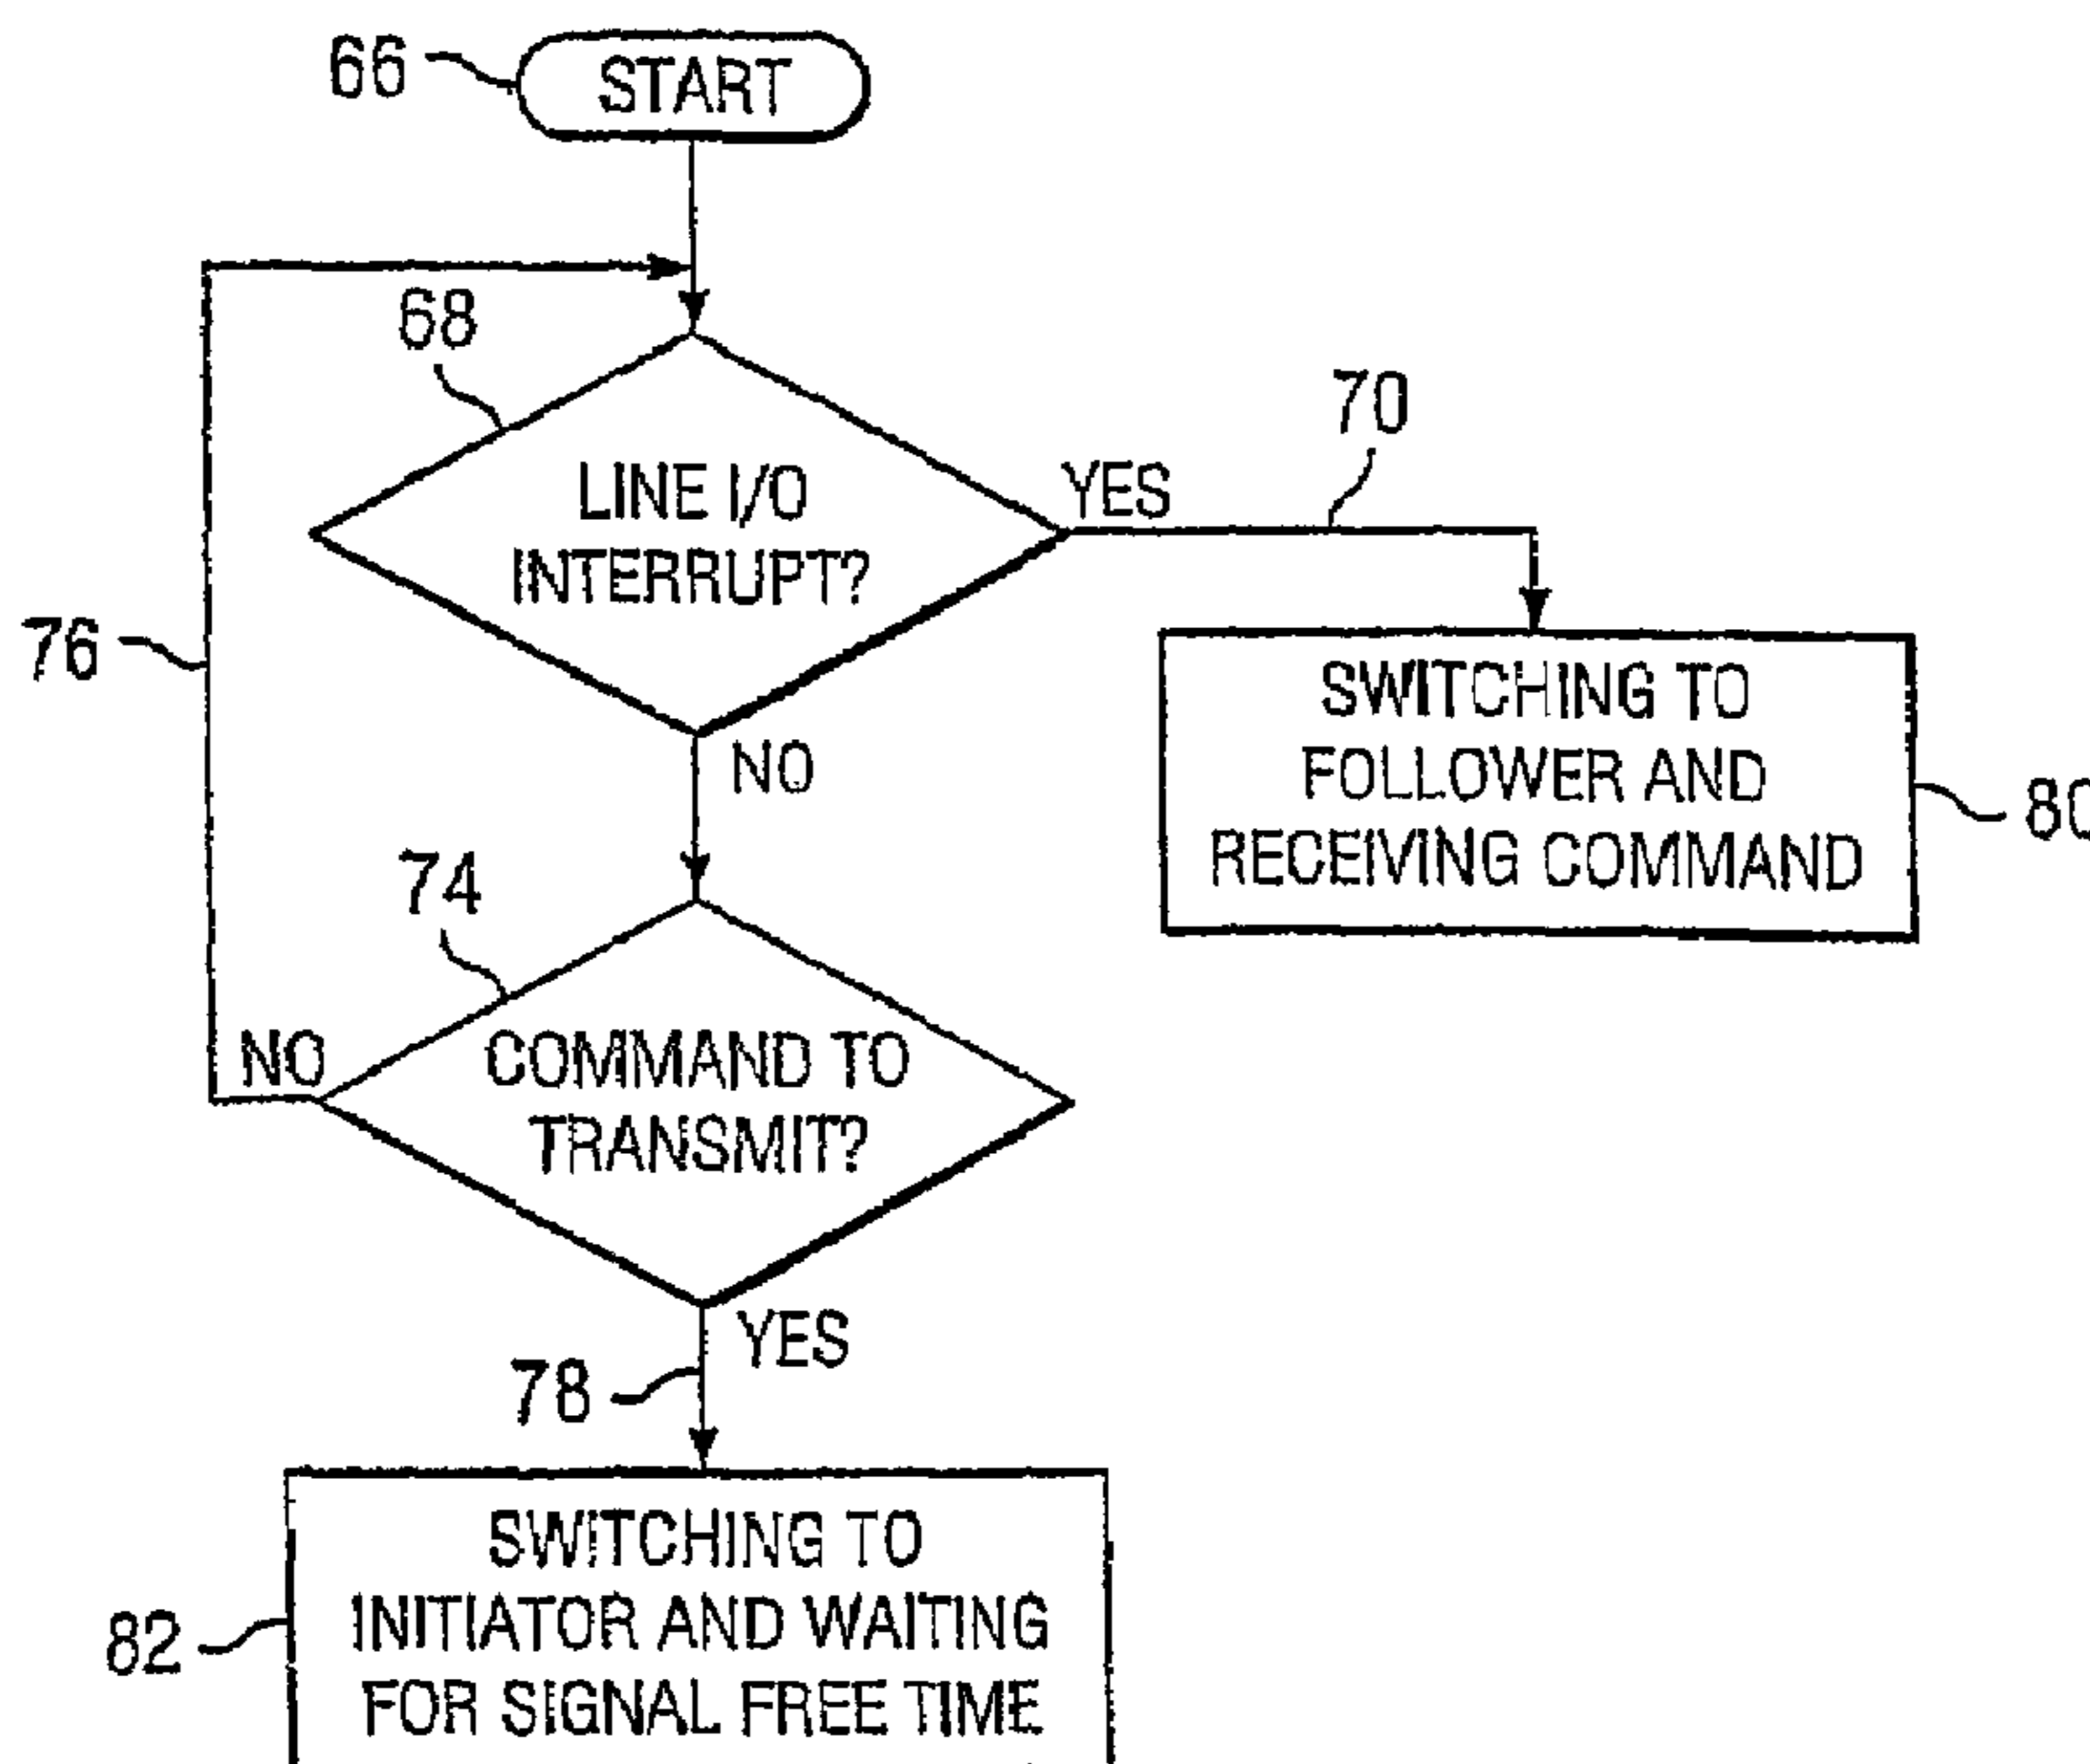 66
START
68
70
LINE I/O
INTERRUPT?
YES
76
SWITCHING TO
FOLLOWER AND
RECEIVING COMMAND
80
NO
74
NO
COMMAND TO
TRANSMIT?
YES
78
SWITCHING TO
INITIATOR AND WAITING
FOR SIGNAL FREE TIME
82